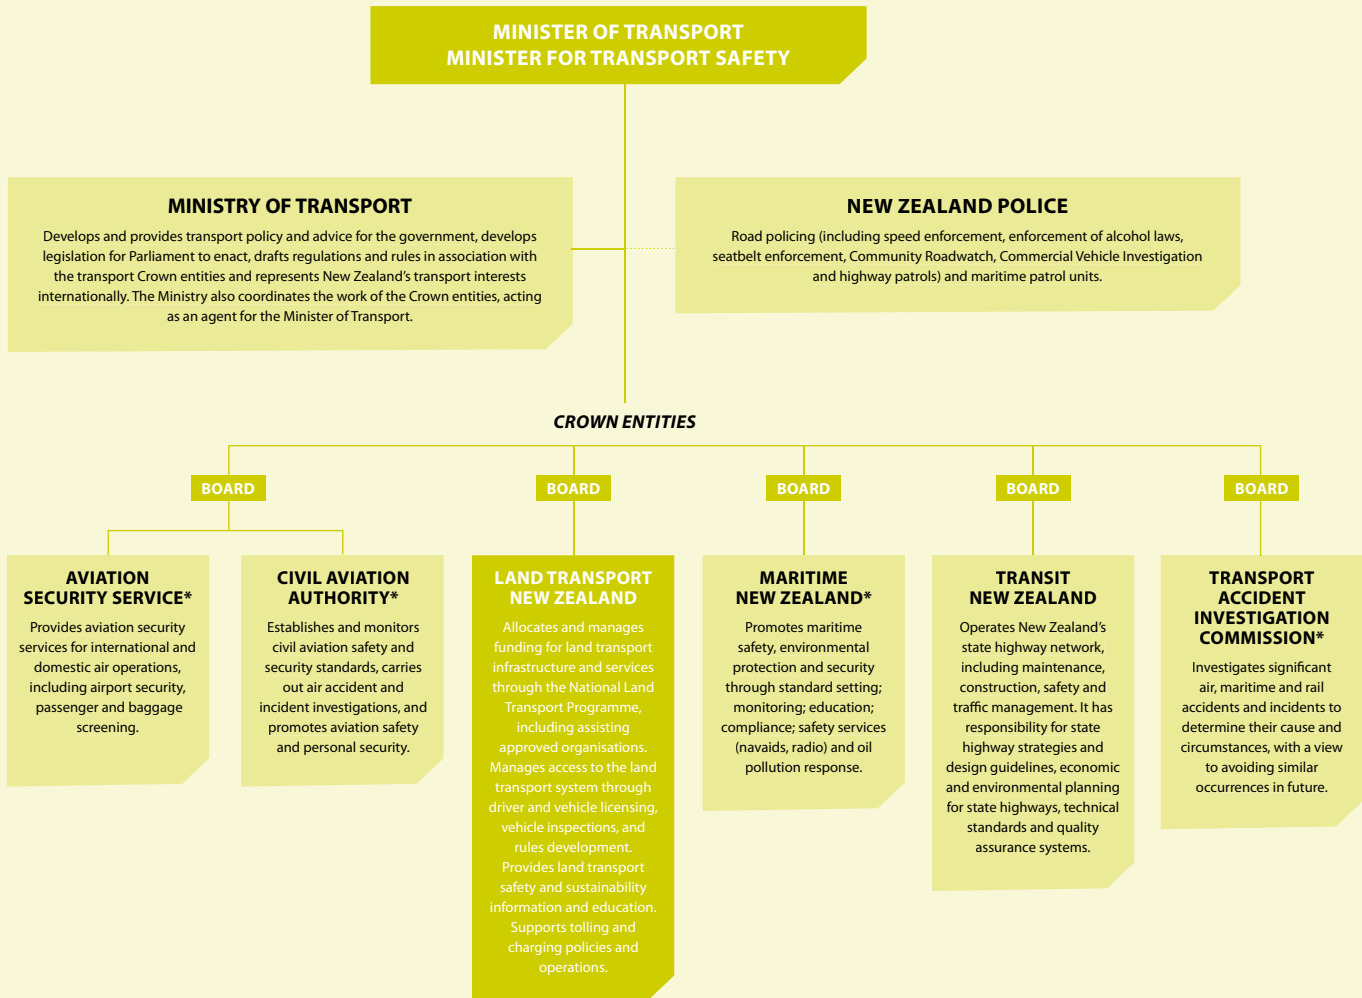 MINISTER OF TRANSPORT
MINISTER FOR TRANSPORT SAFETY
MINISTRY OF TRANSPORT
Develops and provides transport policy and advice for the government, develops
legislation for Parliament to enact, drafts regulations and rules in association with
the transport Crown entities and represents New Zealand's transport interests
internationally. The Ministry also coordinates the work of the Crown entities, acting
as an agent for the Minister of Transport.
NEW ZEALAND POLICE
Road policing (including speed enforcement, enforcement of alcohol laws,
seatbelt enforcement, Community Roadwatch, Commercial Vehicle Investigation
and highway patrols) and maritime patrol units.
CROWN ENTITIES
BOARD
BOARD
BOARD
BOARD
BOARD
AVIATION
SECURITY SERVICE*
Provides aviation security
services for international and
domestic air operations,
including airport security,
passenger and baggage
screening.
CIVIL AVIATION
AUTHORITY*
Establishes and monitors
civil aviation safety and
security standards, carries
out air accident and
incident investigations, and
promotes aviation safety
and personal security.
LAND TRANSPORT
NEW ZEALAND
Allocates and manages
funding for land transport
infrastructure and services
through the National Land
Transport Programme,
including assisting
approved organisations.
Manages access to the land
transport system through
driver and vehicle licensing,
vehicle inspections, and
rules development.
Provides land transport
safety and sustainability
information and education.
Supports tolling and
charging policies and
operations.
MARITIME
NEW ZEALAND*
Promotes maritime
safety, environmental
protection and security
through standard setting;
monitoring; education;
compliance; safety services
(navaids, radio) and oil
pollution response.
TRANSIT
NEW ZEALAND
Operates New Zealand's
state highway network,
including maintenance,
construction, safety and
traffic management. It has
responsibility for state
highway strategies and
design guidelines, economic
and environmental planning
for state highways, technical
standards and quality
assurance systems.
TRANSPORT
ACCIDENT
INVESTIGATION
COMMISSION*
Investigates significant
air, maritime and rail
accidents and incidents to
determine their cause and
circumstances, with a view
to avoiding similar
occurrences in future.